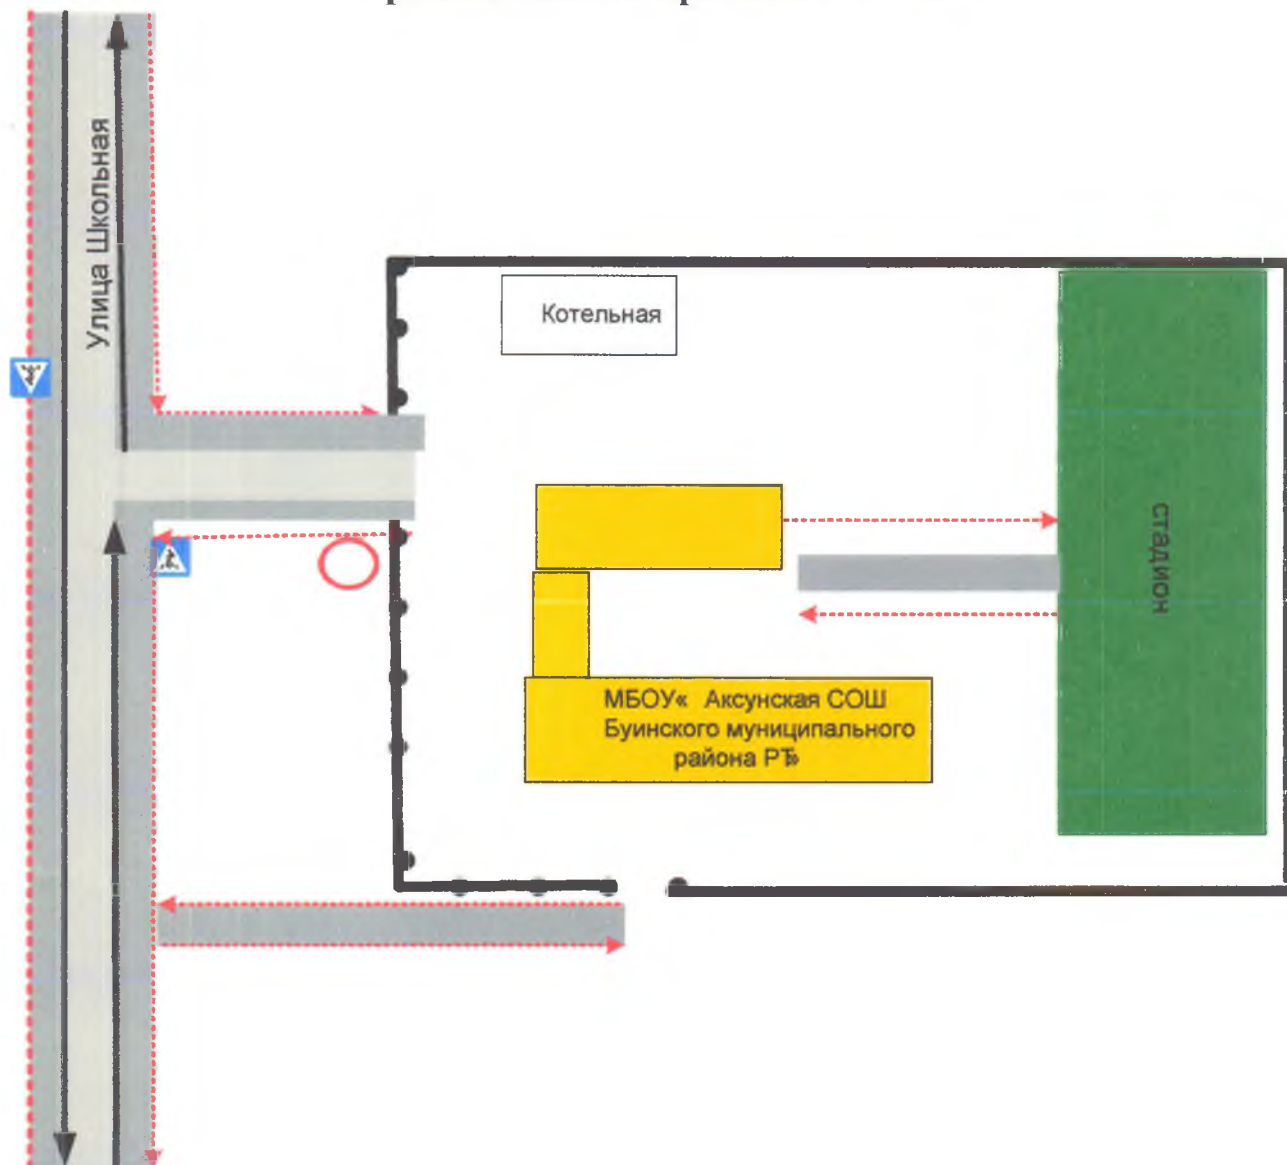 Улица Школьная
Котельная
стадион
МБОУ« Аксунская СОШ
Буинского муниципального
района РТ»